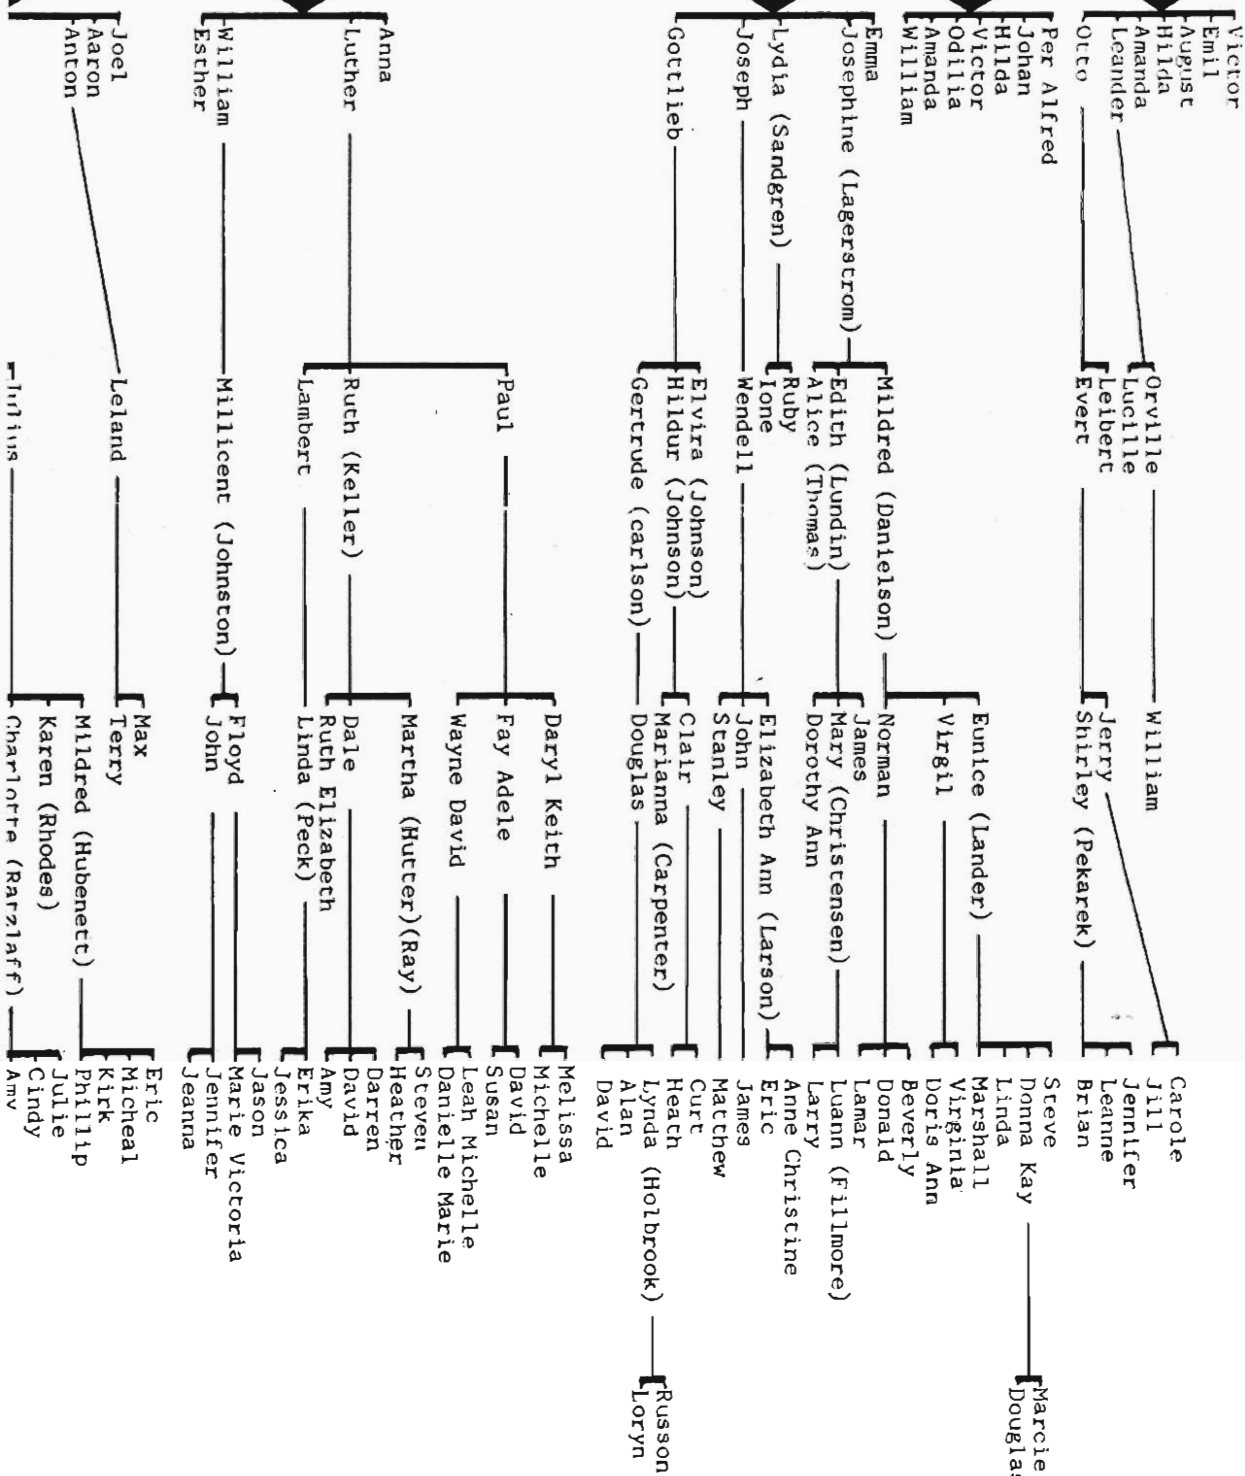 Victor
Emil
August
Hilda
Amanda
Leander
Otto
Per Alfred
Johan
Hilda
Victor
Odilia
Amanda
William
Emma
Josephine (Lagerstrom)
Lydia (Sandgren)
Joseph
Gottlieb
Anna
Luther
William
Esther
Joel
Aaron
Anton
Orville
Lucille
Leibert
Evert
Mildred (Danielson)
Edith (Lundin)
Alice (Thomas)
Ruby
Ione
Wendell
Elvira (Johnson)
Hildur (Johnson)
Gertrude (carlson)
Paul
Ruth (Keller)
Lambert
Millicent (Johnston)
Leland
Julius
William
Jerry
Shirley (Pekarek)
Eunice (Lander)
Virgil
Norman
James
Mary (Christensen)
Dorothy Ann
Elizabeth Ann (Larson)
John
Stanley
Clair
Marianna (Carpenter)
Douglas
Daryl Keith
Fay Adele
Wayne David
Martha (Hutter)(Ray)
Dale
Ruth Elizabeth
Linda (Peck)
Floyd
John
Max
Terry
Mildred (Hubenett)
Karen (Rhodes)
Charlotte (Ratzlaff)
Carole
Jill
Jennifer
Leanne
Brian
Steve
Donna Kay
Linda
Marshall
Virginia
Doris Ann
Beverly
Donald
Lamar
Luann (Fillmore)
Larry
Anne Christine
Eric
James
Matthew
Curt
Heath
Lynda (Holbrook)
Alan
David
Melissa
Michelle
David
Susan
Leah Michelle
Danielle Marie
Steven
Heather
Darren
David
Amy
Erika
Jessica
Jason
Marie Victoria
Jennifer
Jeanna
Eric
Micheal
Kirk
Phillip
Julie
Cindy
Amy
Marcie
Douglas
Russon
Loryn